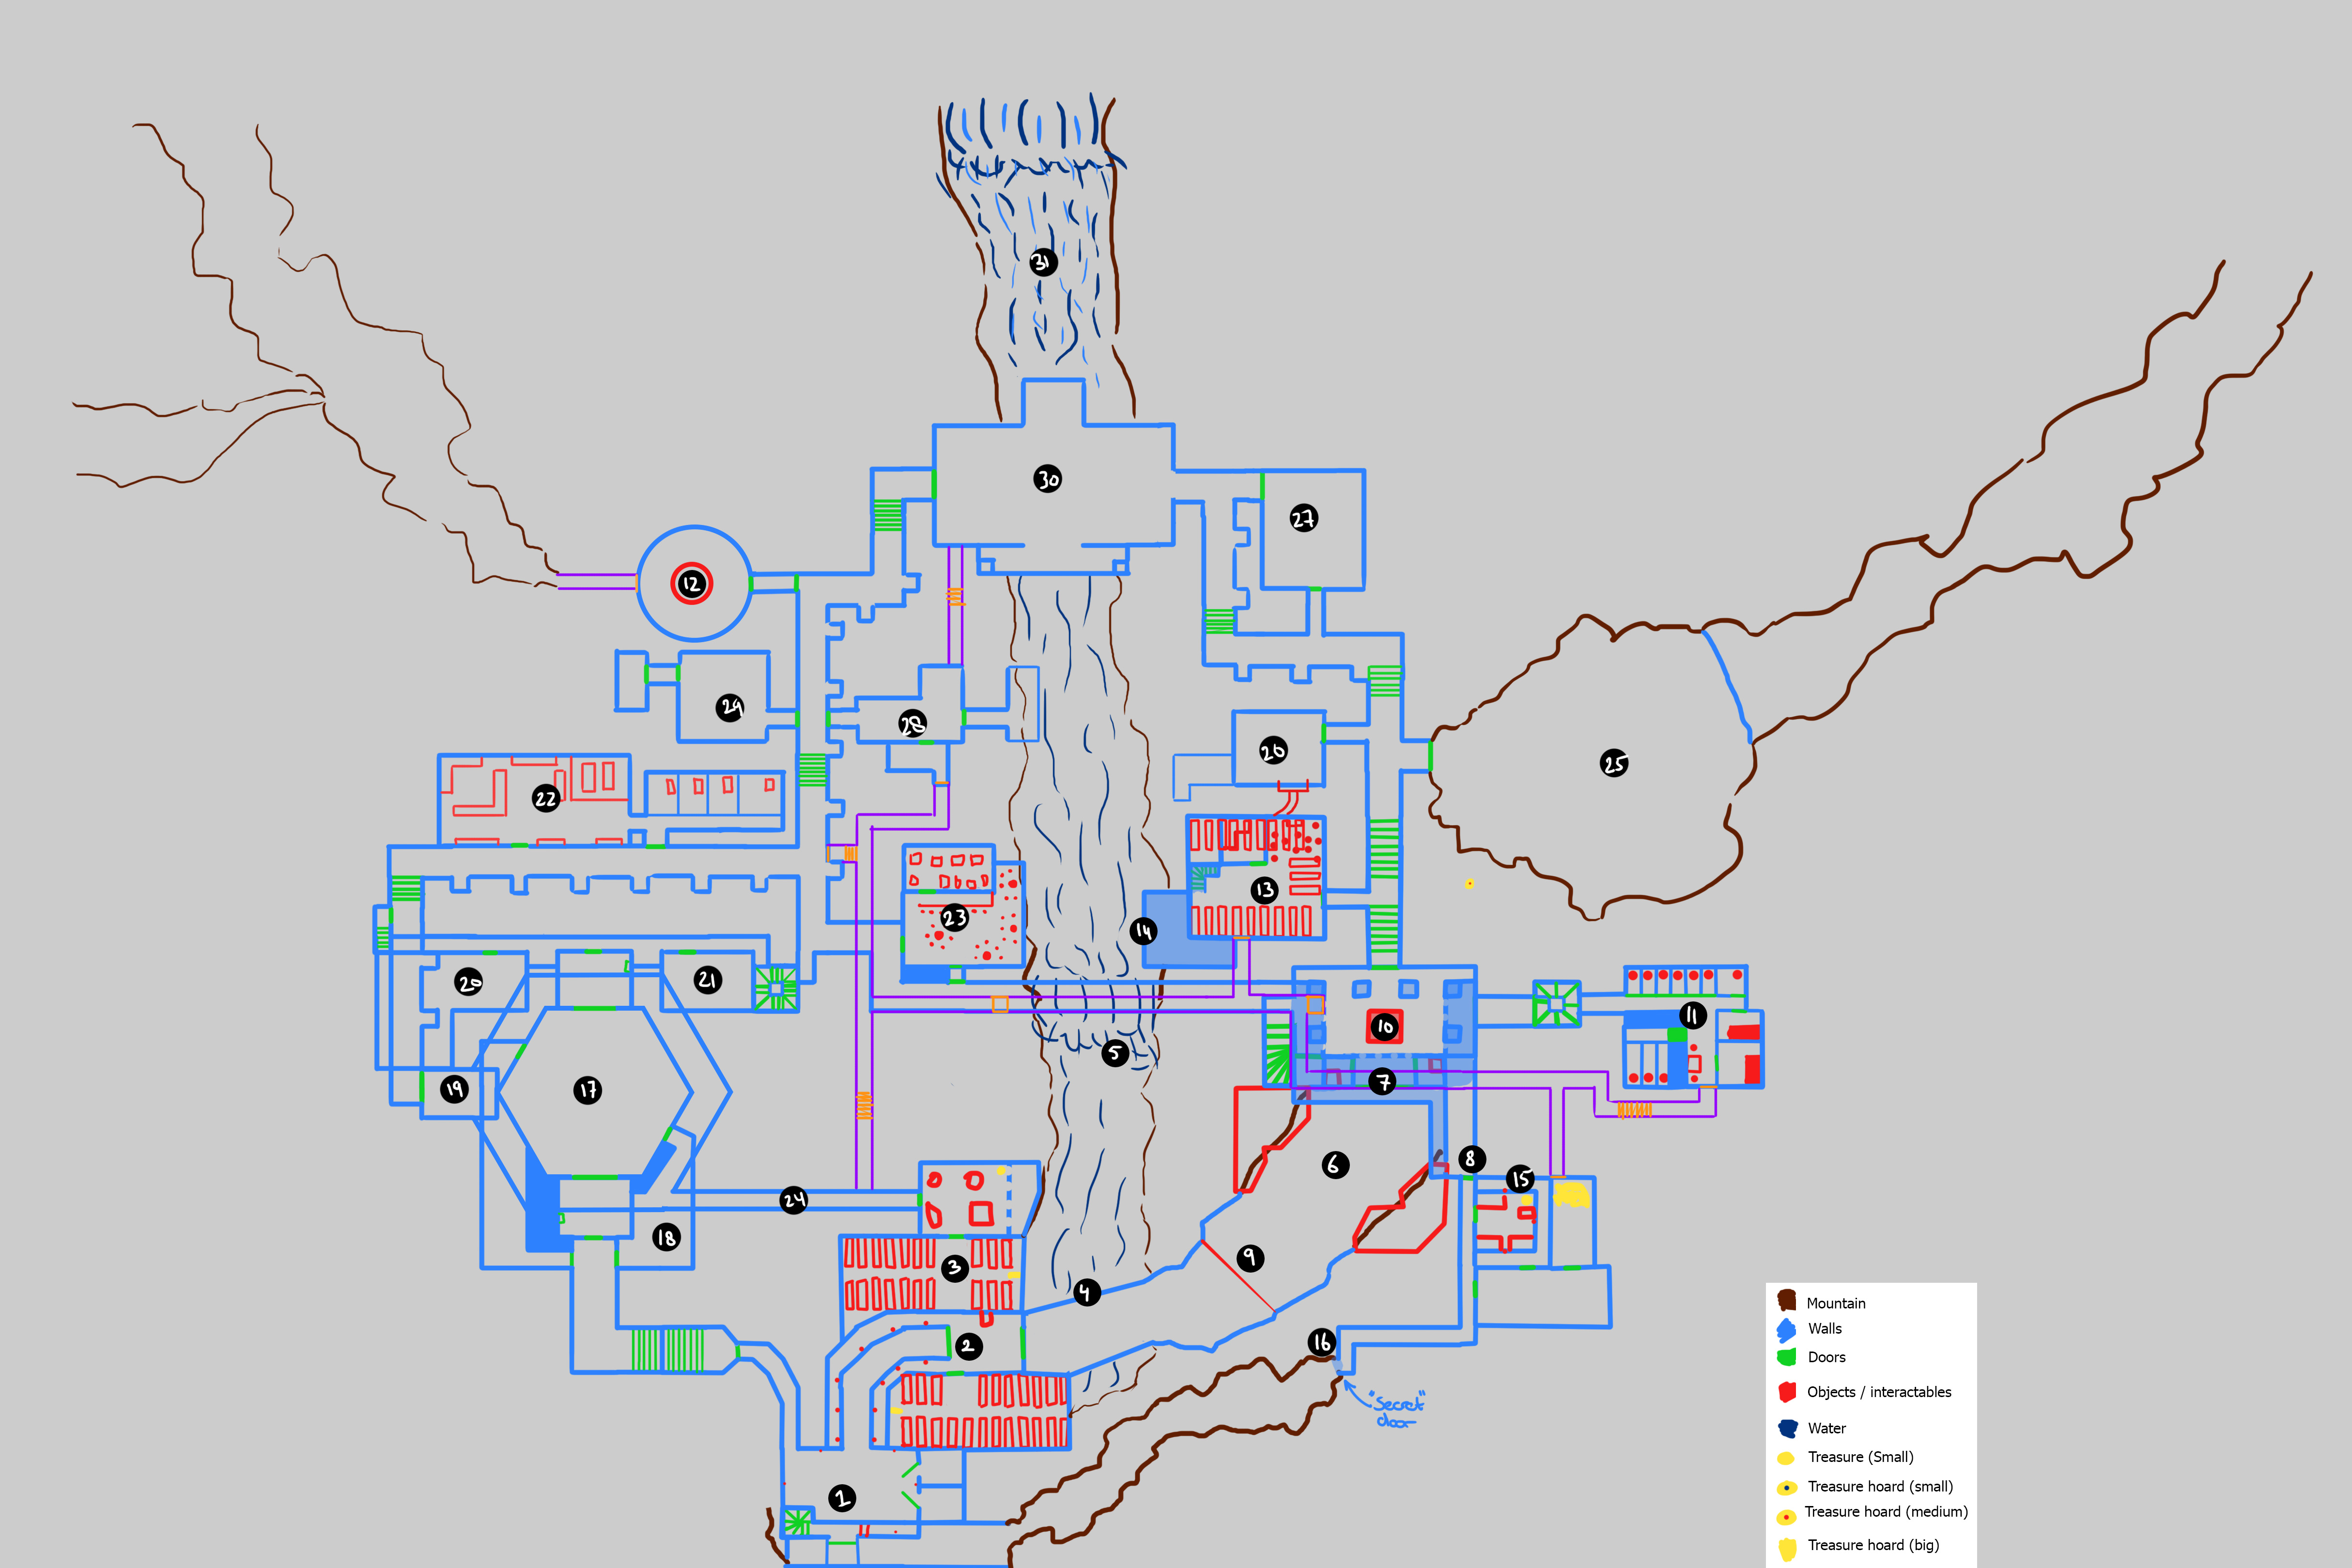 31
30
27
12
29
28
26
25
22
13
23
14
20
21
10
11
5
7
17
19
6
8
15
24
18
9
3
4
2
16
"Secret"
door
1
Mountain
Walls
Doors
Objects / interactables
Water
Treasure (Small)
Treasure hoard (small)
Treasure hoard (medium)
Treasure hoard (big)